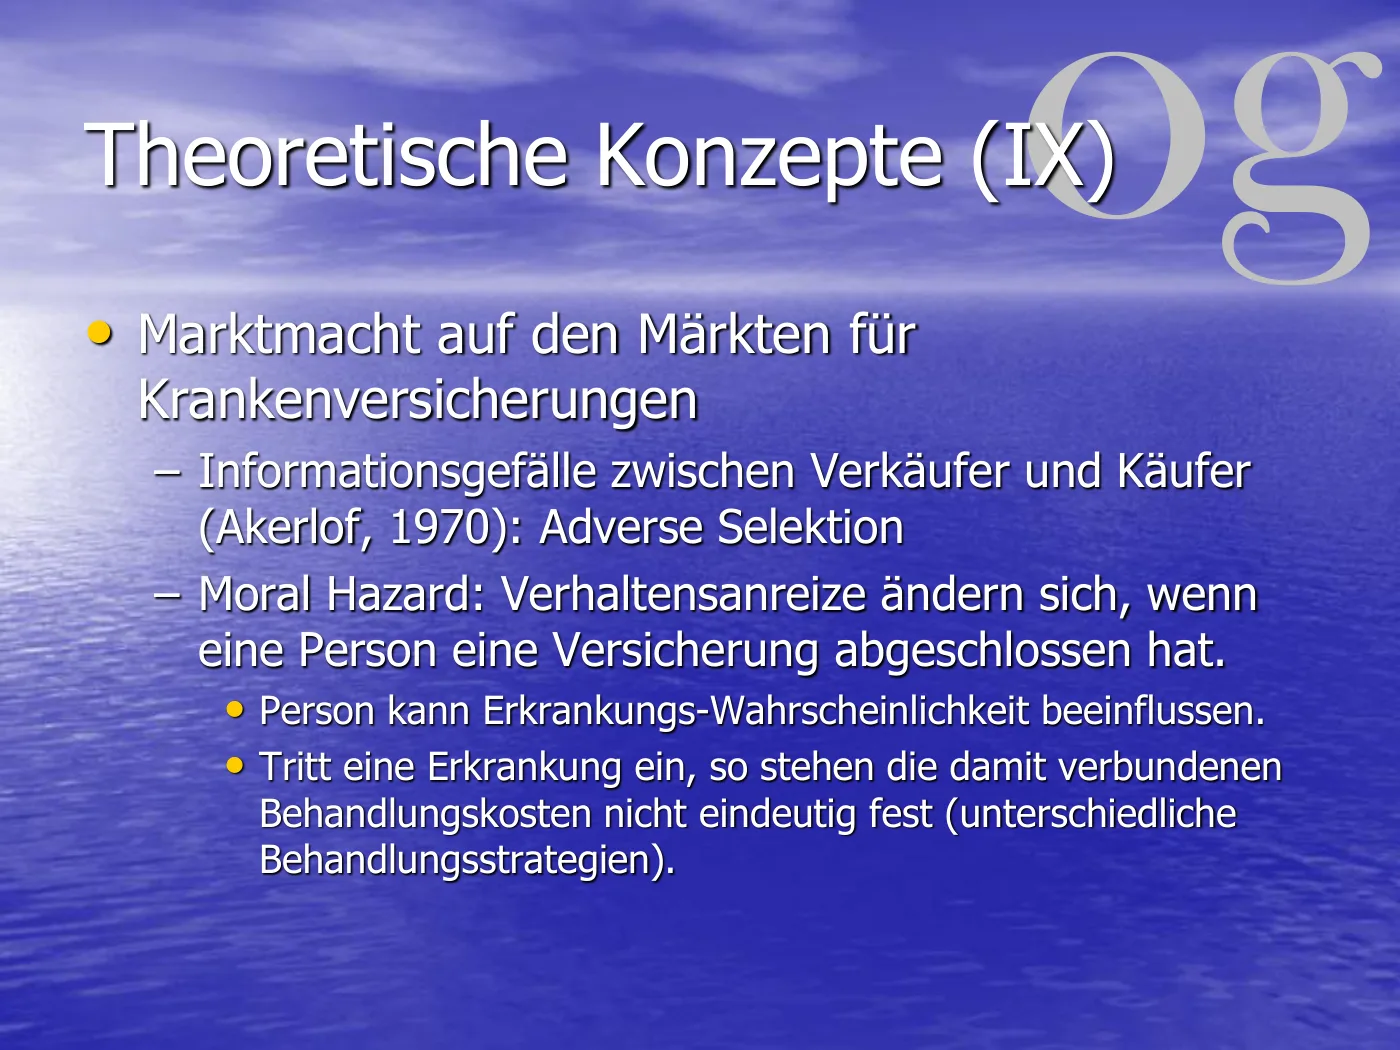 og
Theoretische Konzepte (IX)
• Marktmacht auf den Märkten für
Krankenversicherungen
– Informationsgefälle zwischen Verkäufer und Käufer
(Akerlof, 1970): Adverse Selektion
– Moral Hazard: Verhaltensanreize ändern sich, wenn
eine Person eine Versicherung abgeschlossen hat.
• Person kann Erkrankungs-Wahrscheinlichkeit beeinflussen.
• Tritt eine Erkrankung ein, so stehen die damit verbundenen
Behandlungskosten nicht eindeutig fest (unterschiedliche
Behandlungsstrategien).